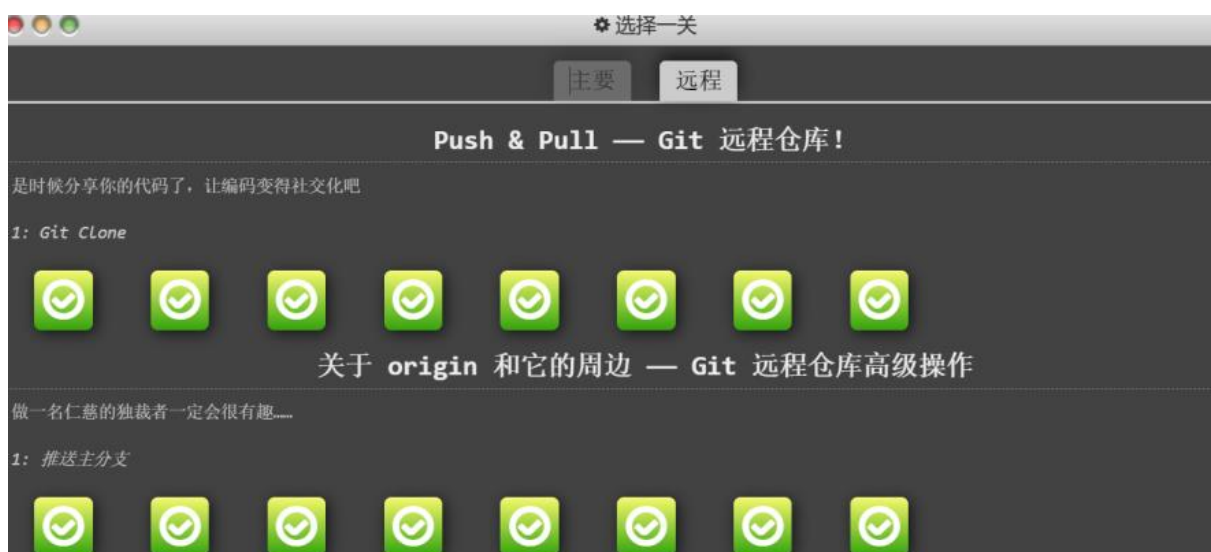 选择一关
主要 远程
Push & Pull —— Git 远程仓库!
是时候分享你的代码了，让编码变得社交化吧
1: Git Clone
关于 origin 和它的周边 —— Git 远程仓库高级操作
做一名仁慈的独裁者一定会很有趣……
1: 推送主分支